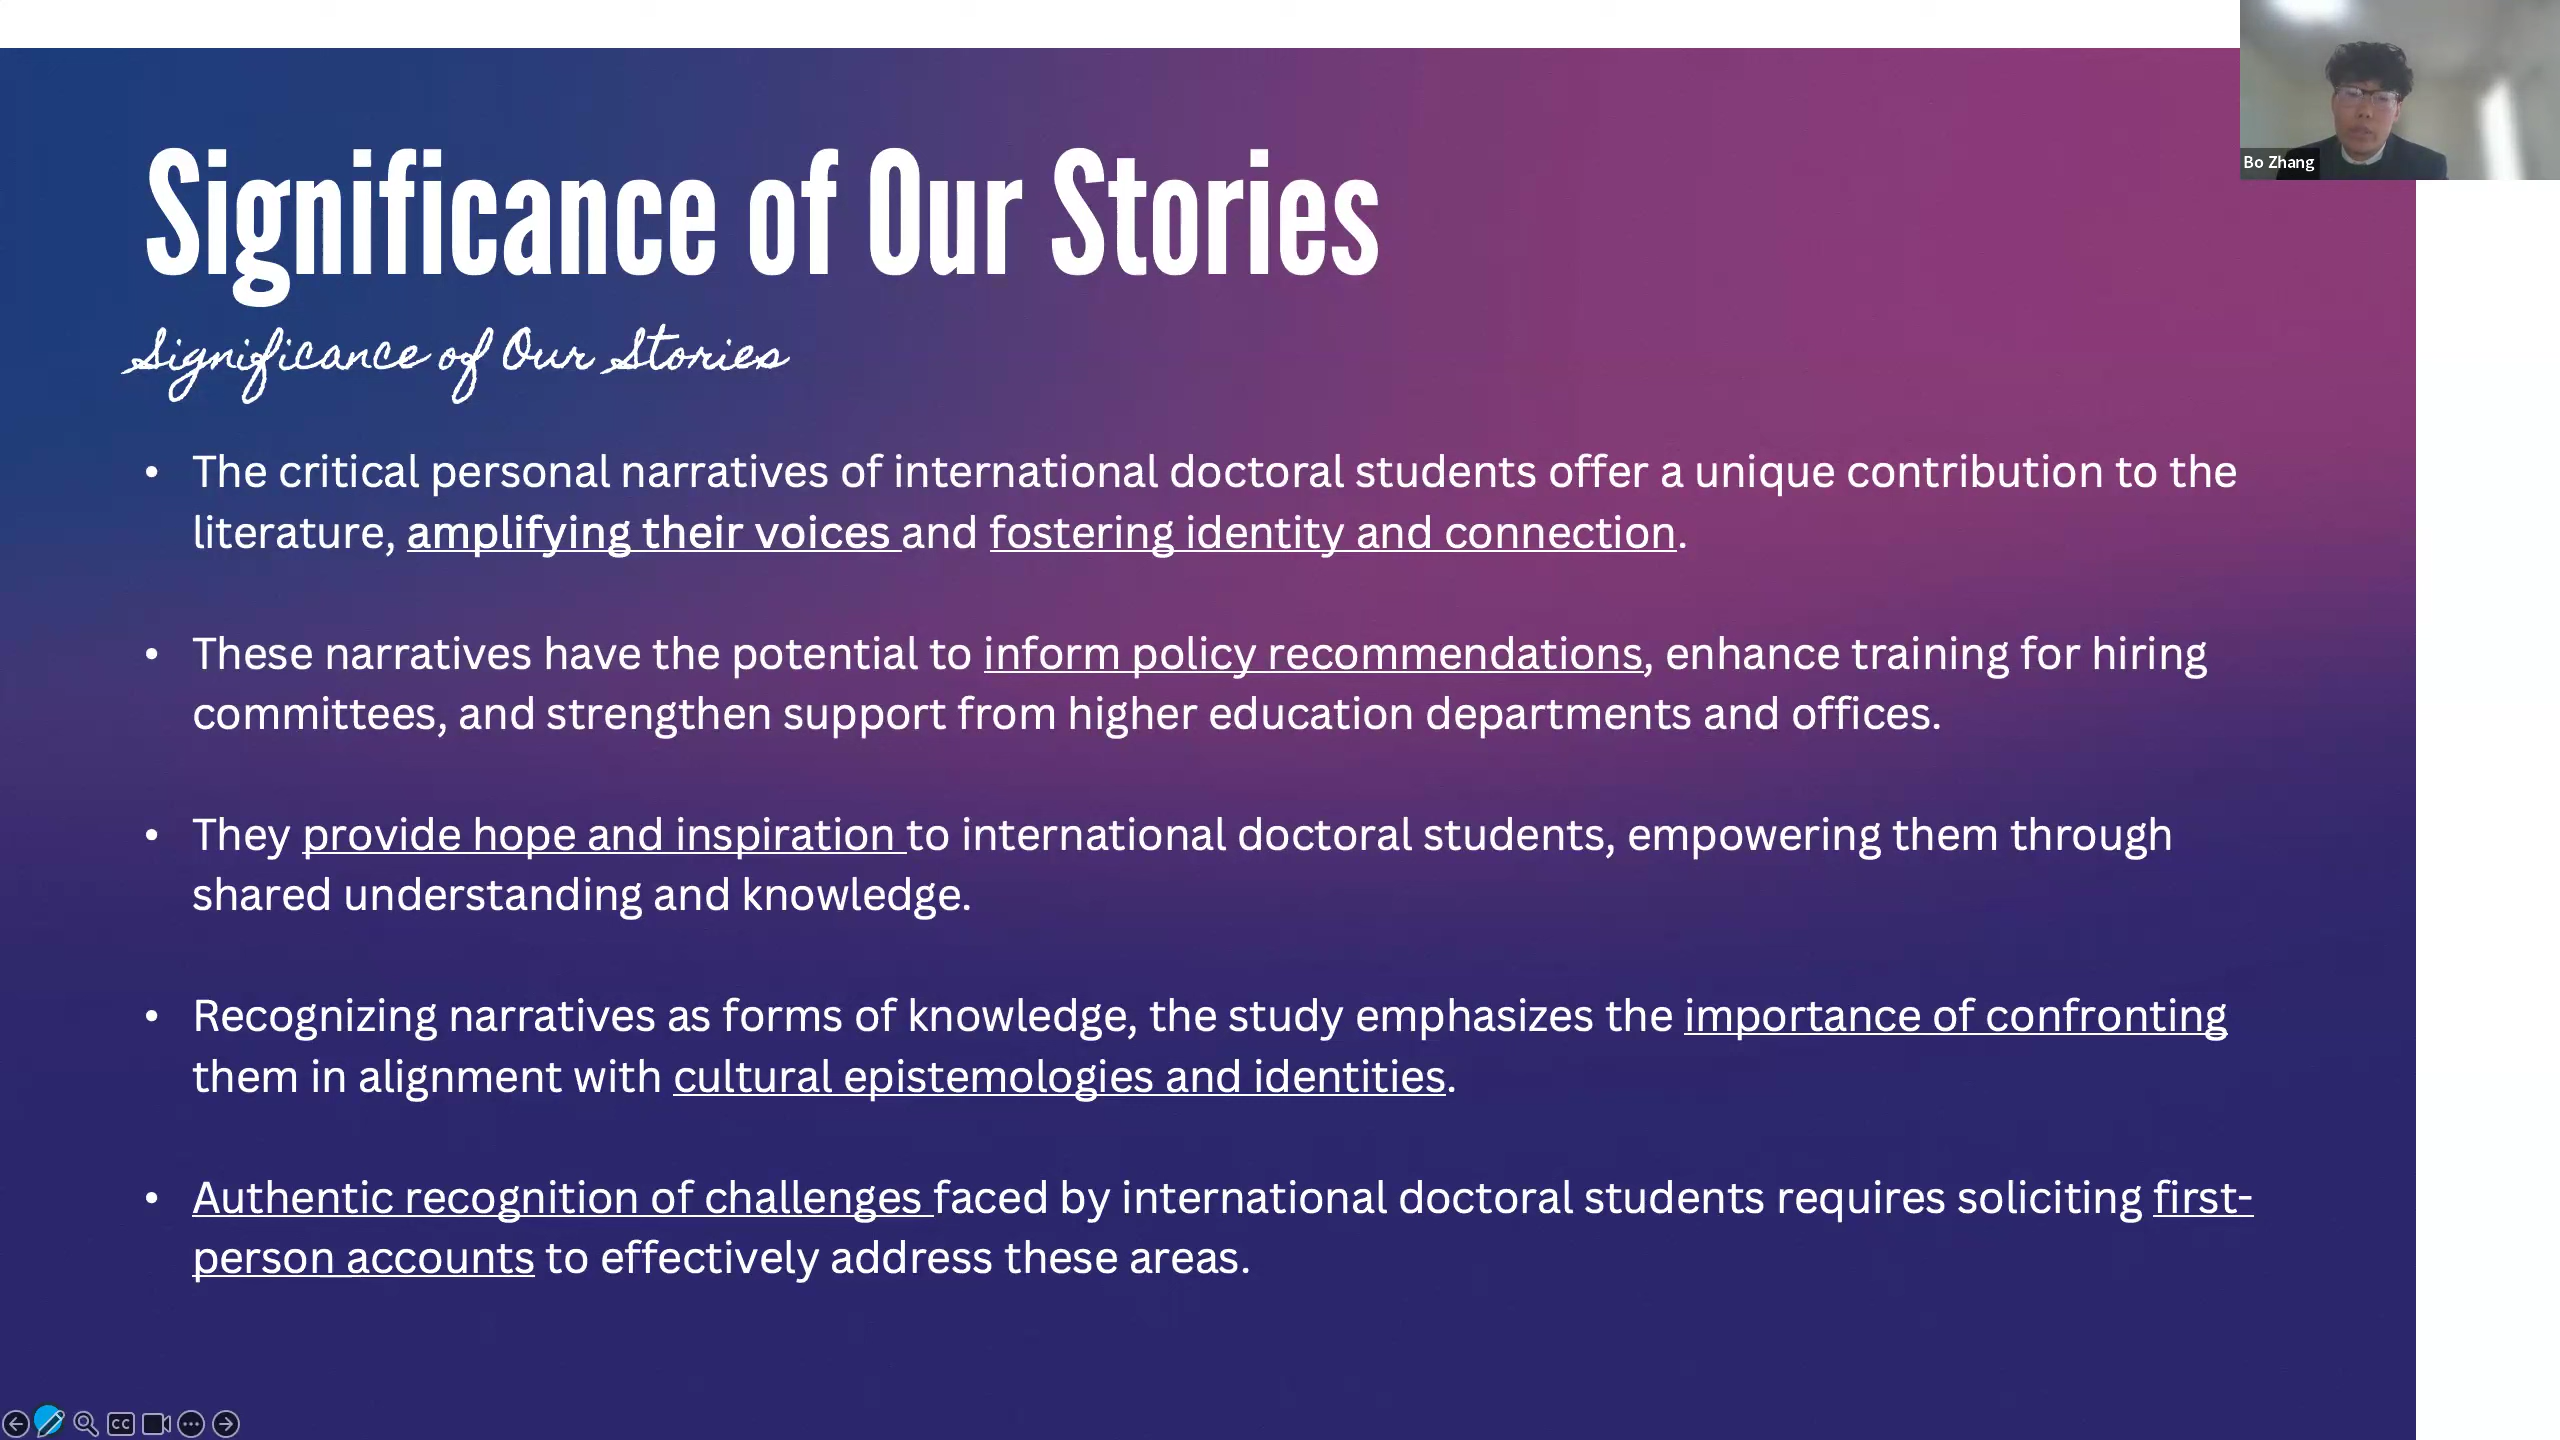 Significance of Our Stories
Significance of Our Stories
• The critical personal narratives of international doctoral students offer a unique contribution to the
literature, amplifying their voices and fostering identity and connection.
• These narratives have the potential to inform policy recommendations, enhance training for hiring
committees, and strengthen support from higher education departments and offices.
• They provide hope and inspiration to international doctoral students, empowering them through
shared understanding and knowledge.
• Recognizing narratives as forms of knowledge, the study emphasizes the importance of confronting
them in alignment with cultural epistemologies and identities.
• Authentic recognition of challenges faced by international doctoral students requires soliciting first-
person accounts to effectively address these areas.
Bo Zhang
CC